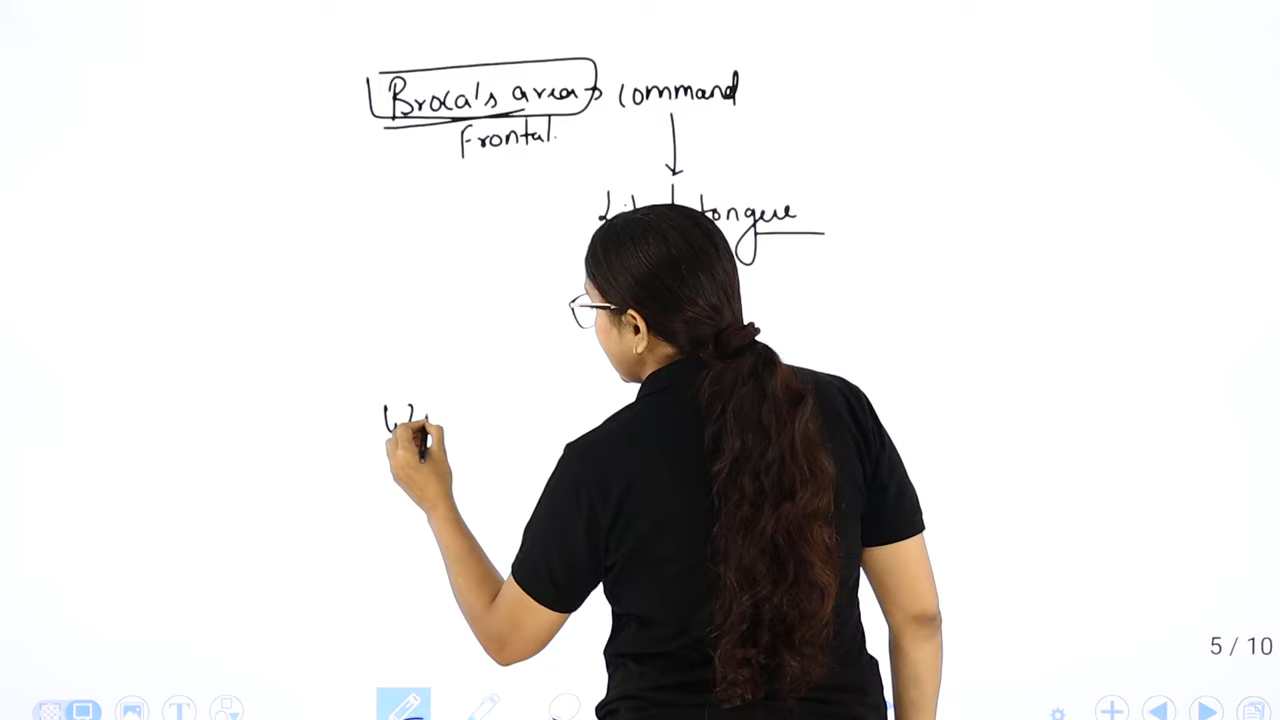 Broca's area → command
Frontal.
tongue
5 / 10